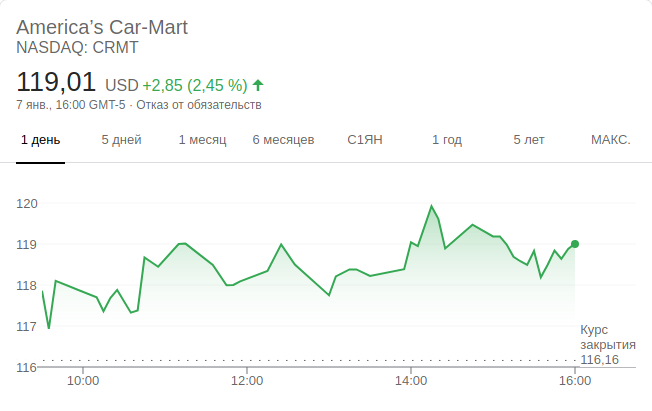 America’s Car-Mart
NASDAQ: CRMT
119,01 USD +2,85 (2,45 %)
7 янв., 16:00 GMT-5 · Отказ от обязательств
1 день 5 дней 1 месяц 6 месяцев С1ЯН 1 год 5 лет МАКС.
120
119
118
117
116
Курс
закрытия
116,16
10:00 12:00 14:00 16:00